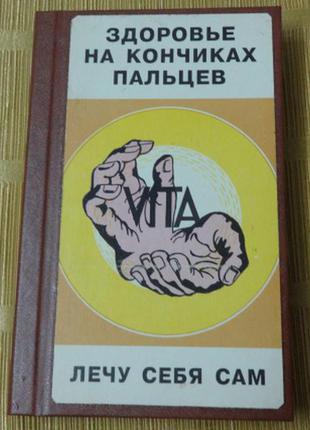 ЗДОРОВЬЕ
НА КОНЧИКАХ
ПАЛЬЦЕВ
VITA
ЛЕЧУ СЕБЯ САМ